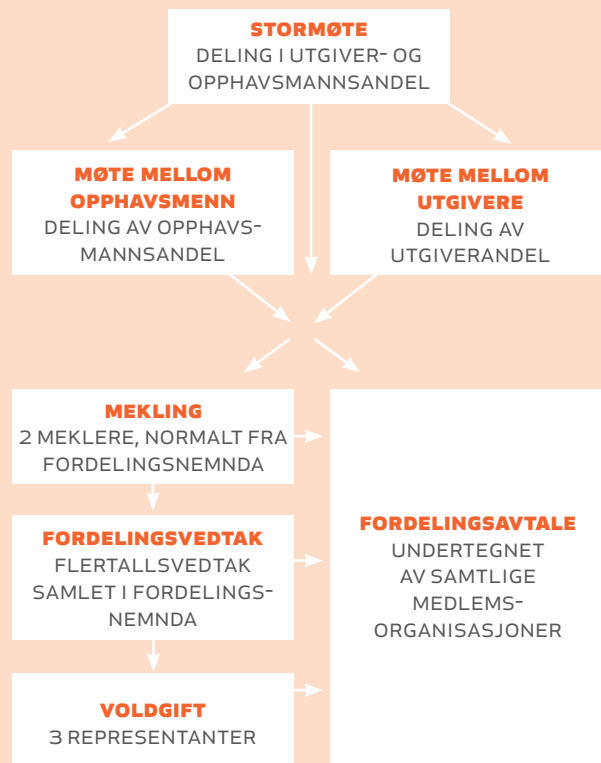 STORMØTE
DELING I UTGIVER- OG
OPPHAVSMANNSANDEL
MØTE MELLOM
OPPHAVSMENN
DELING AV OPPHAVS-
MANNSANDEL
MØTE MELLOM
UTGIVERE
DELING AV
UTGIVERANDEL
MEKLING
2 MEKLERE, NORMALT FRA
FORDELINGSNEMNDA
FORDELINGSVEDTAK
FLERTALLSVEDTAK
SAMLET I FORDELINGS-
NEMNDA
VOLDGIFT
3 REPRESENTANTER
FORDELINGSAVTALE
UNDERTEGNET
AV SAMTLIGE
MEDLEMS-
ORGANISASJONER